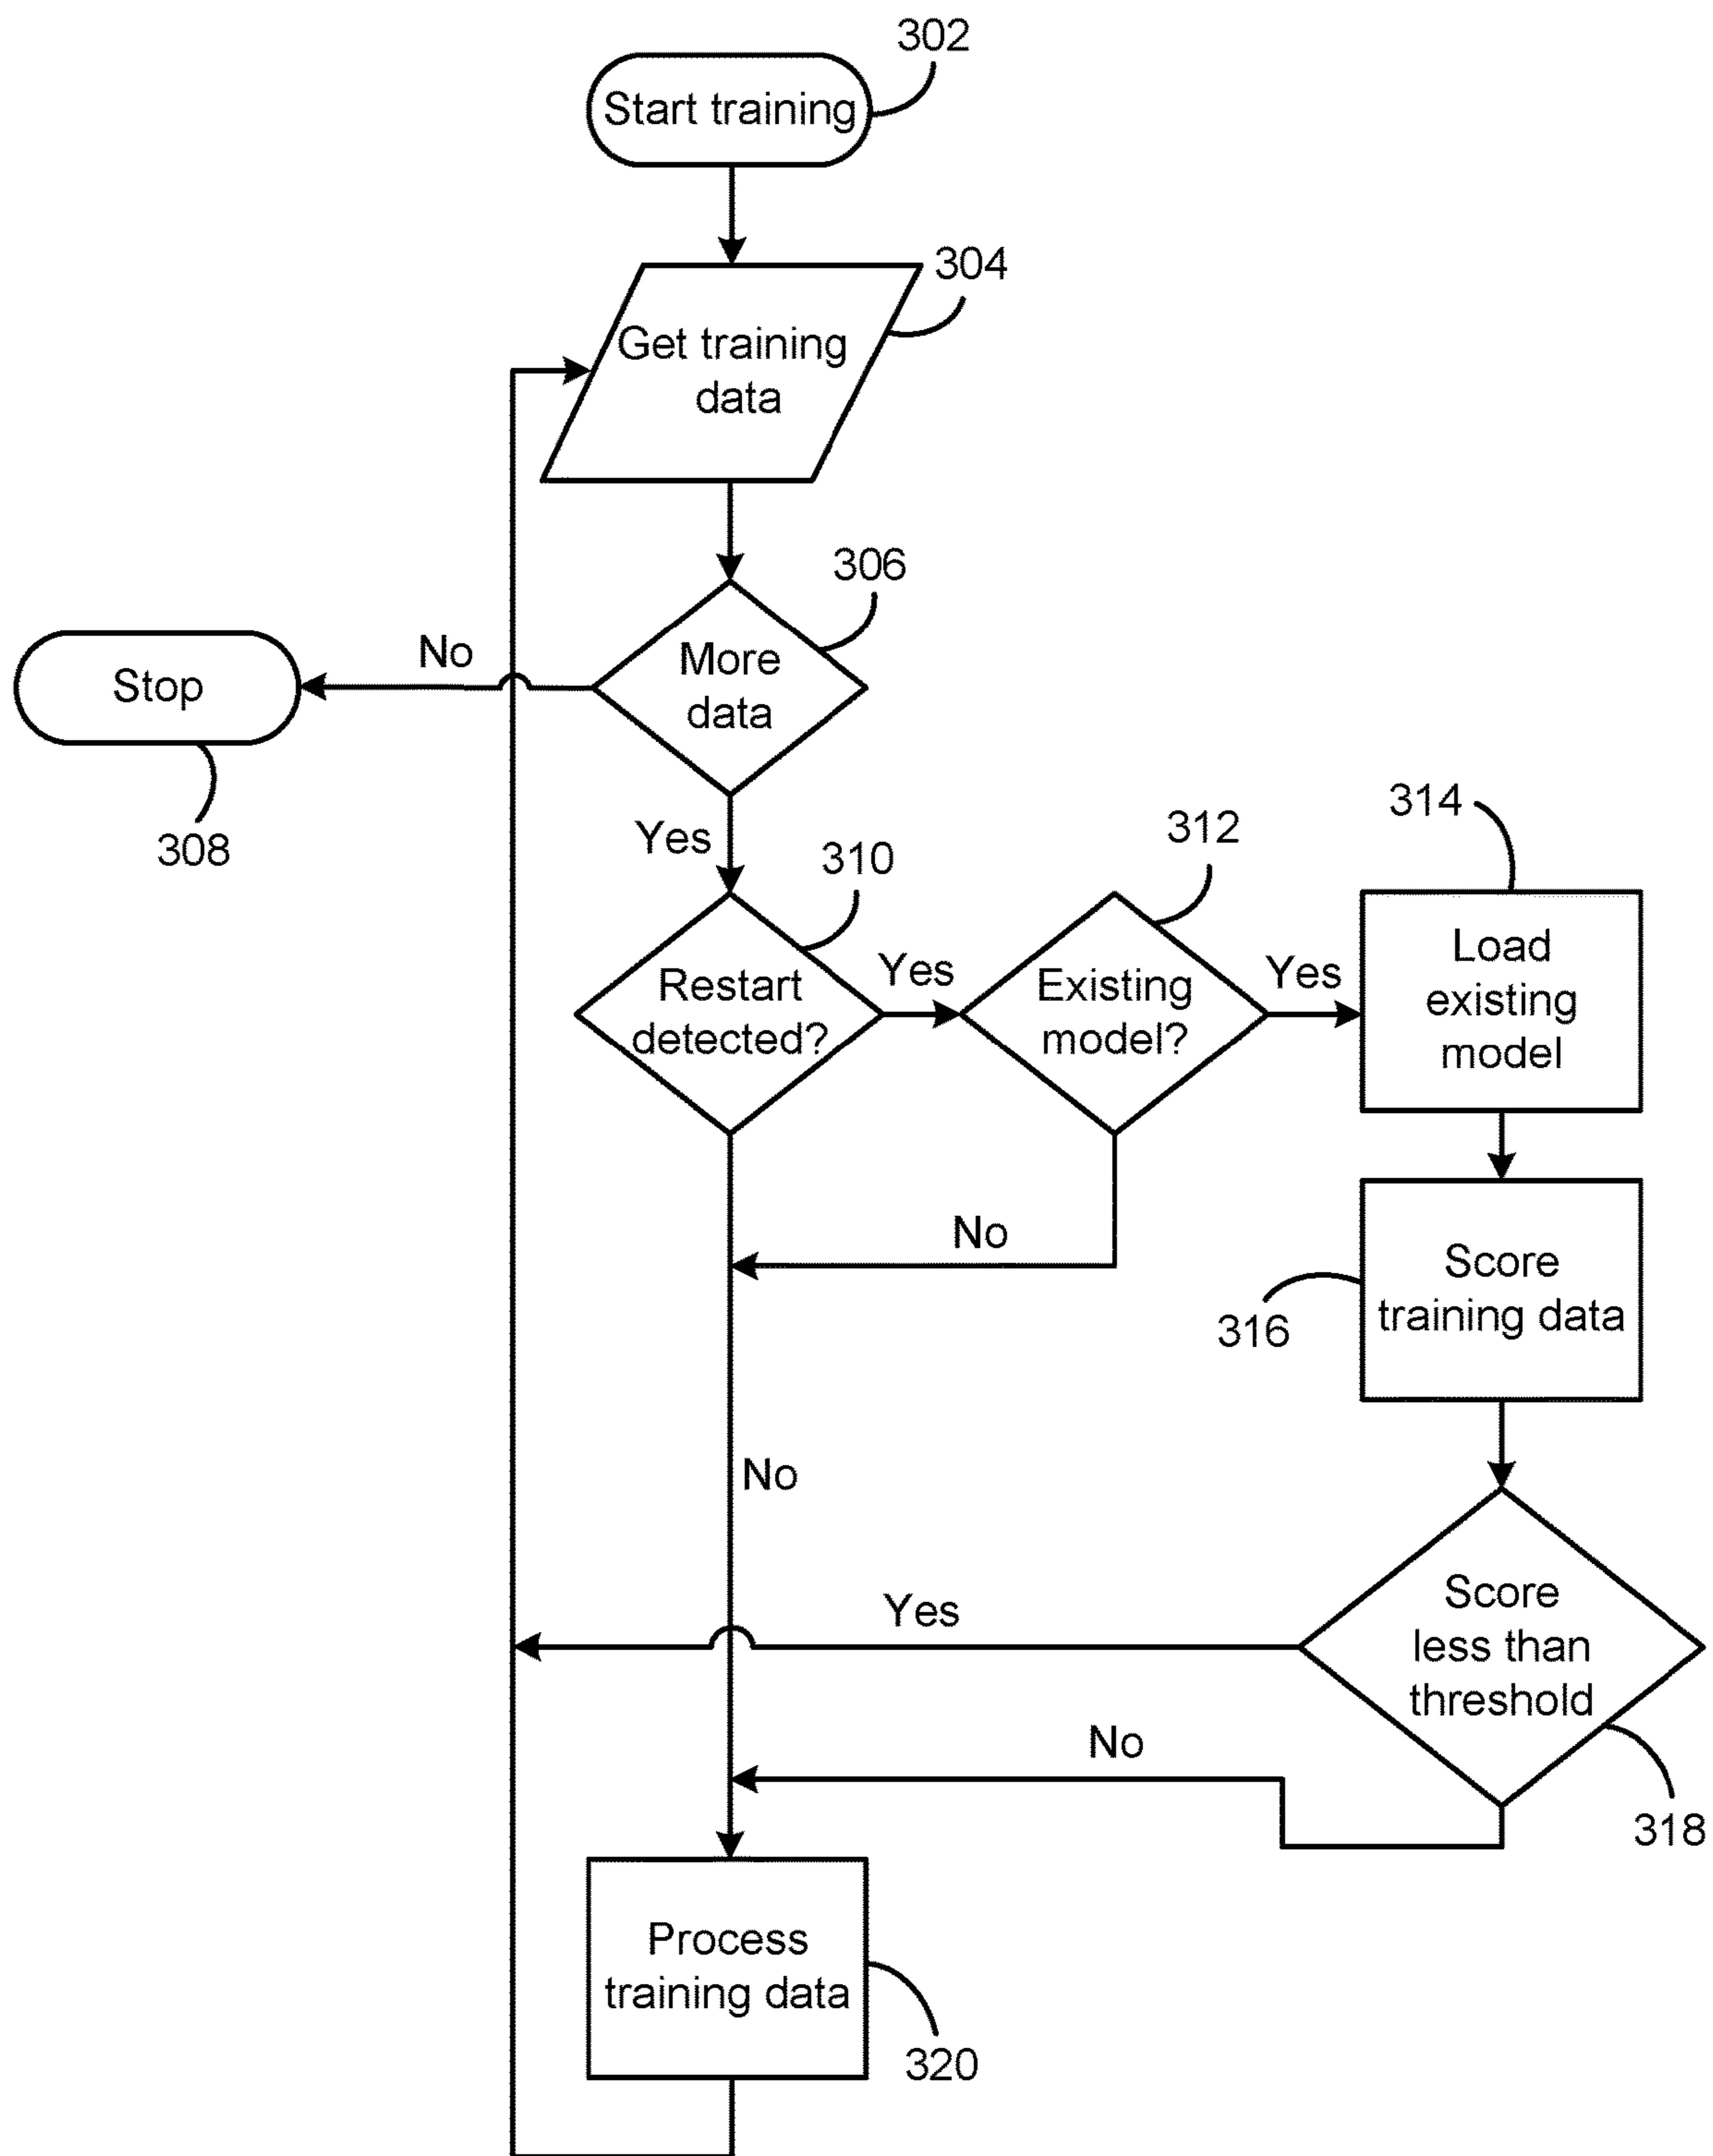 302
Start training
304
Get training
data
306
More
data
No
Stop
308
Yes
310
312
314
Restart
detected?
Yes
Existing
model?
Yes
Load
existing
model
No
Score
training data
316
No
Score
less than
threshold
Yes
No
318
Process
training data
320